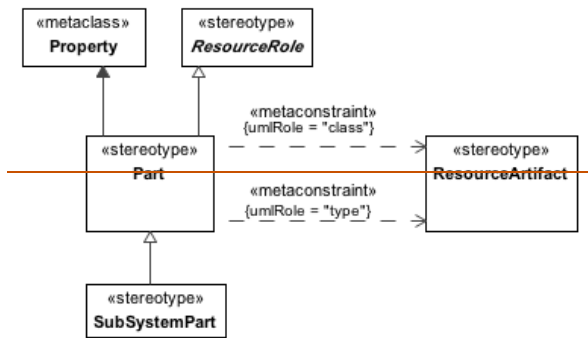 «metaclass»
Property
«stereotype»
ResourceRole
«metaconstraint»
{umlRole = "class"}
«stereotype»
Part
«stereotype»
ResourceArtifact
«metaconstraint»
{umlRole = "type"}
«stereotype»
SubSystemPart